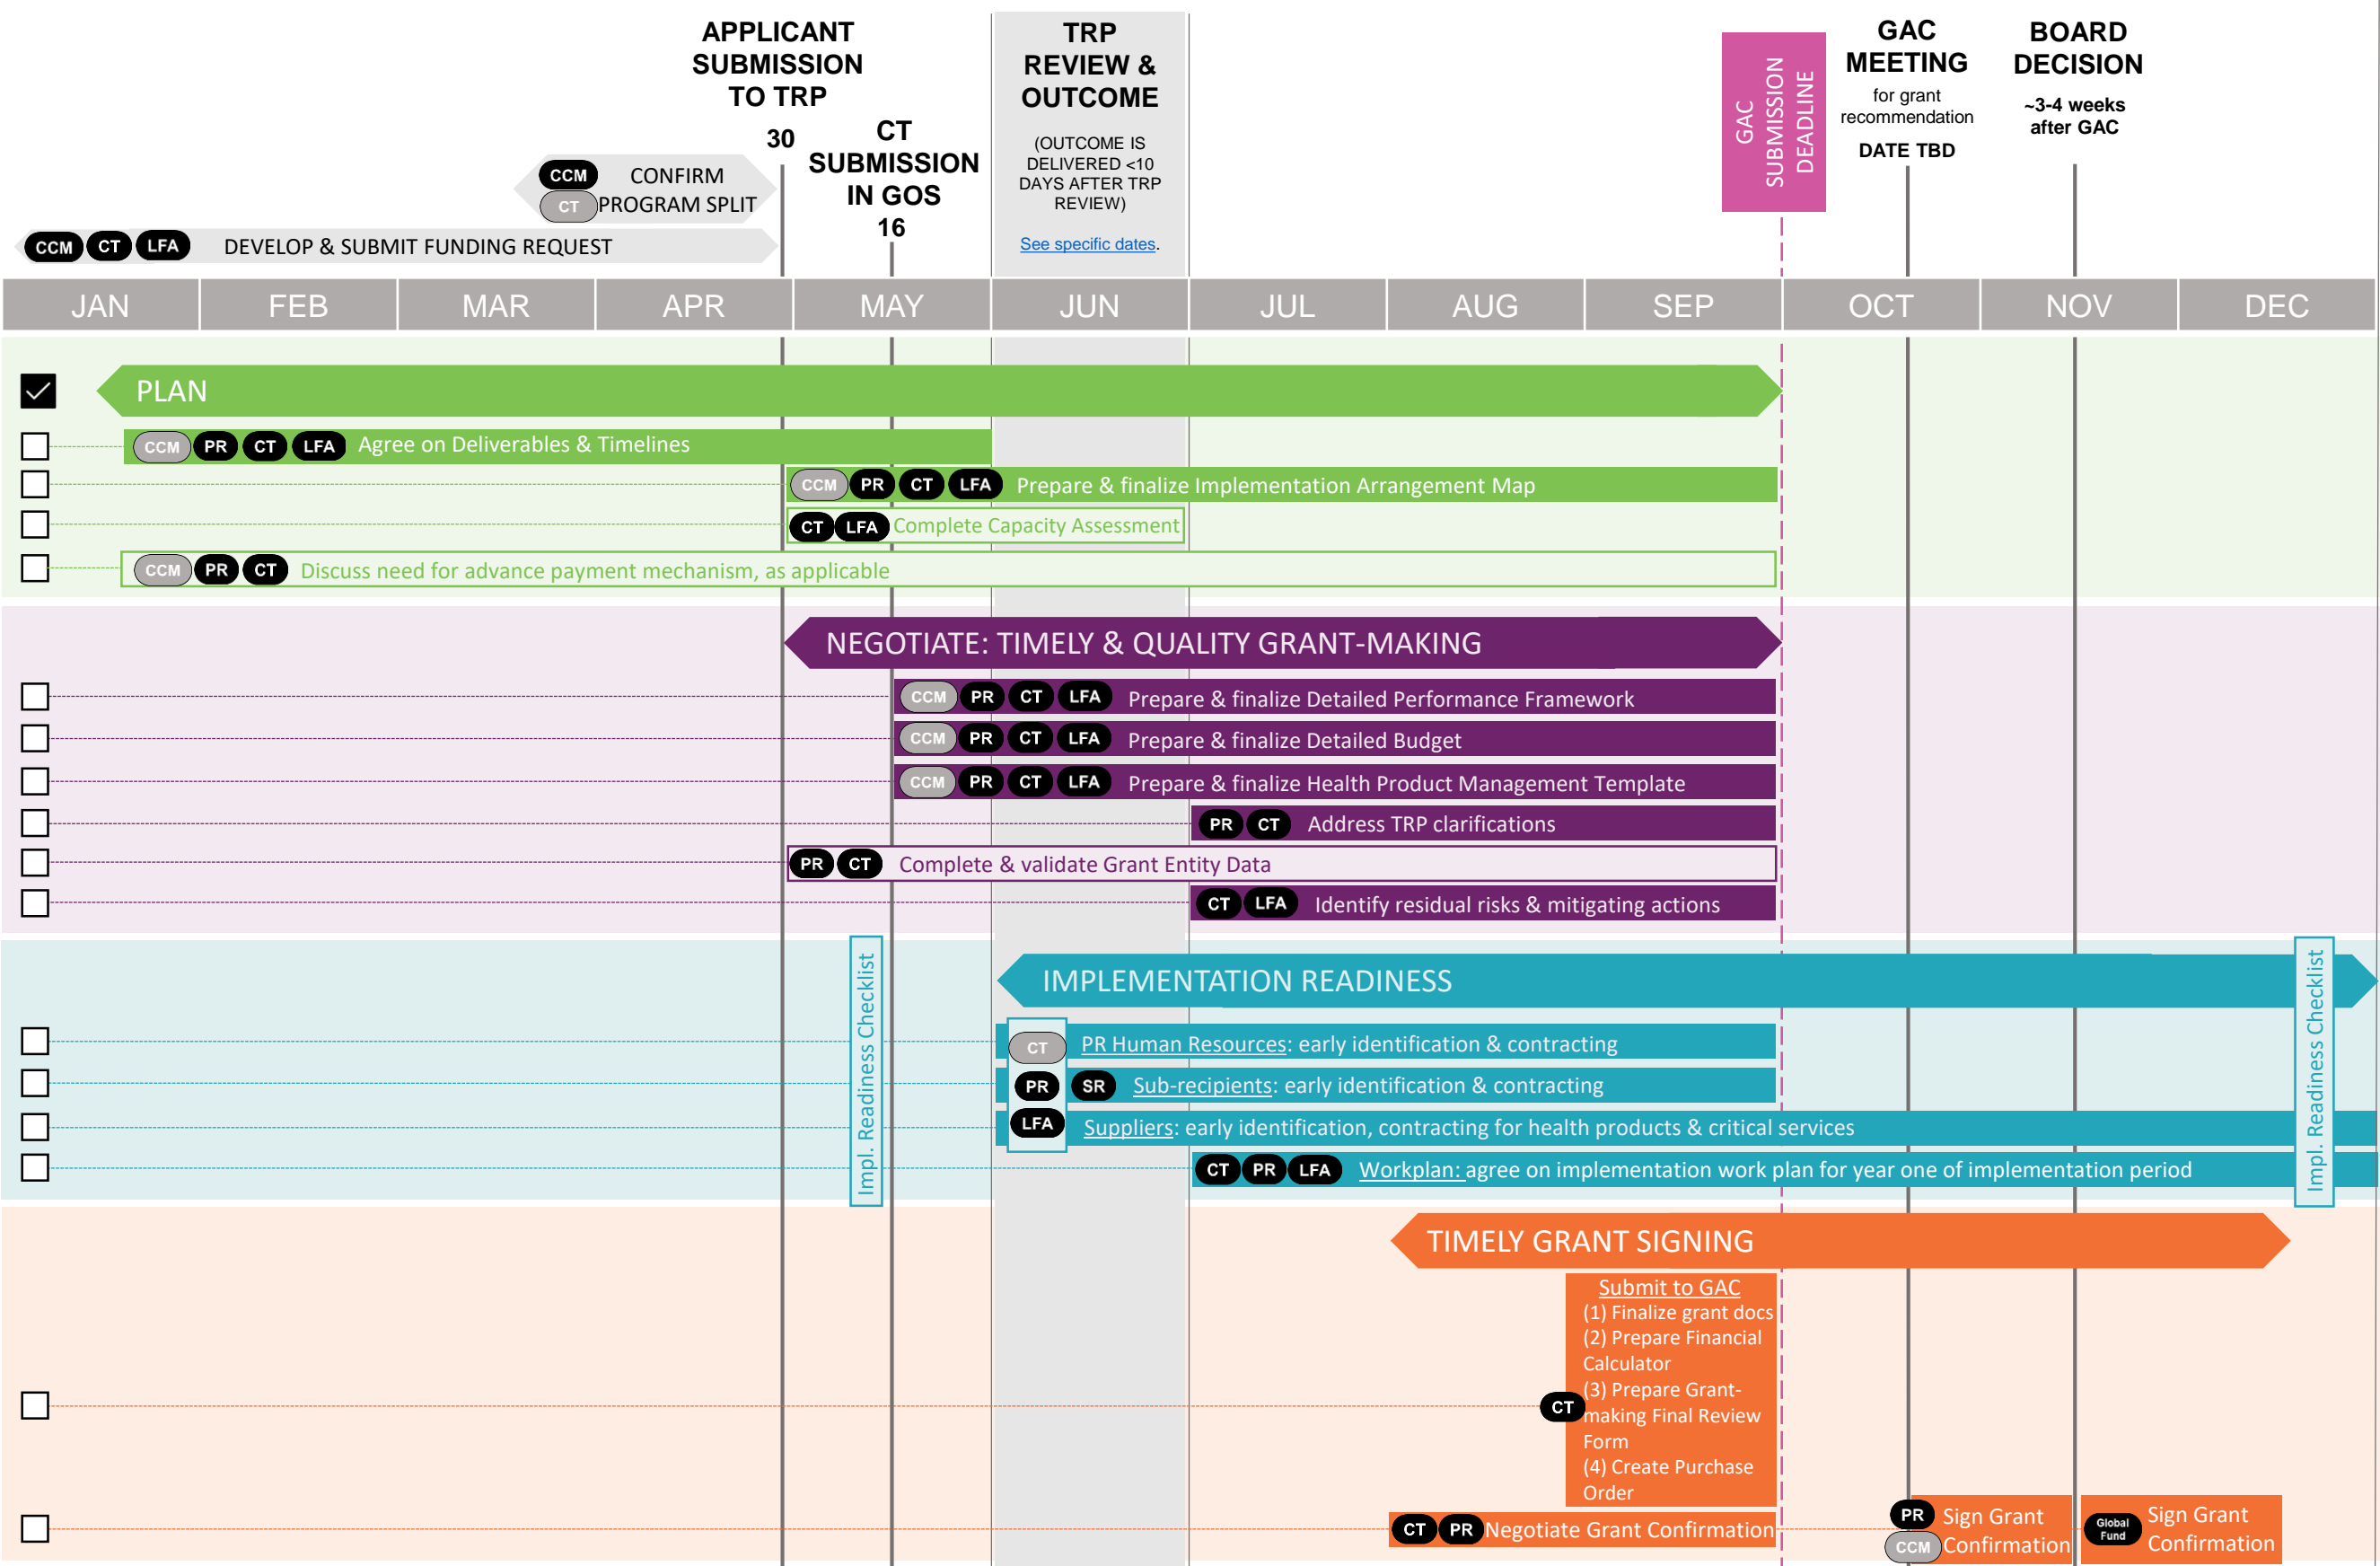 APPLICANT
SUBMISSION
TO TRP
30
CT
SUBMISSION
IN GOS
16
TRP
REVIEW &
OUTCOME
(OUTCOME IS
DELIVERED <10
DAYS AFTER TRP
REVIEW)
See specific dates.
GAC
SUBMISSION
DEADLINE
GAC
MEETING
for grant
recommendation
DATE TBD
BOARD
DECISION
~3-4 weeks
after GAC
CCM CONFIRM
CT PROGRAM SPLIT
CCM CT LFA DEVELOP & SUBMIT FUNDING REQUEST
JAN FEB MAR APR MAY JUN JUL AUG SEP OCT NOV DEC
PLAN
CCM PR CT LFA Agree on Deliverables & Timelines
CCM PR CT LFA Prepare & finalize Implementation Arrangement Map
CT LFA Complete Capacity Assessment
CCM PR CT Discuss need for advance payment mechanism, as applicable
NEGOTIATE: TIMELY & QUALITY GRANT-MAKING
CCM PR CT LFA Prepare & finalize Detailed Performance Framework
CCM PR CT LFA Prepare & finalize Detailed Budget
CCM PR CT LFA Prepare & finalize Health Product Management Template
PR CT Address TRP clarifications
PR CT Complete & validate Grant Entity Data
CT LFA Identify residual risks & mitigating actions
Impl. Readiness Checklist
IMPLEMENTATION READINESS
CT PR Human Resources: early identification & contracting
PR SR Sub-recipients: early identification & contracting
LFA Suppliers: early identification, contracting for health products & critical services
CT PR LFA Workplan: agree on implementation work plan for year one of implementation period
Impl. Readiness Checklist
TIMELY GRANT SIGNING
Submit to GAC
(1) Finalize grant docs
(2) Prepare Financial
Calculator
(3) Prepare Grant-
CT making Final Review
Form
(4) Create Purchase
Order
CT PR Negotiate Grant Confirmation
PR Sign Grant
CCM Confirmation
Global
Fund
Sign Grant
Confirmation